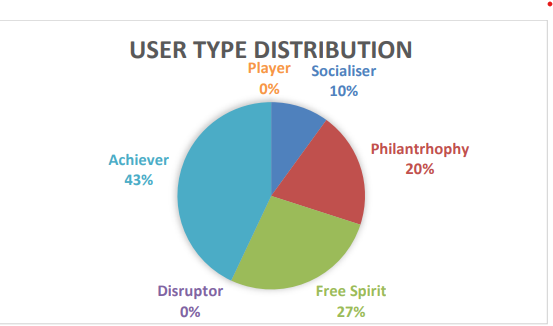 USER TYPE DISTRIBUTION
Player
0%
Socialiser
10%
Philantrhophy
20%
Achiever
43%
Disruptor
0%
Free Spirit
27%